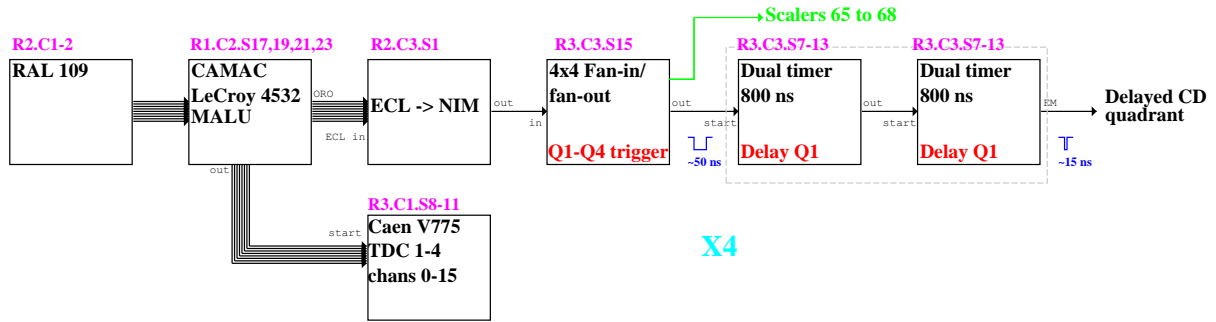 Scalers 65 to 68
R2.C1-2
R1.C2.S17,19,21,23
R2.C3.S1
R3.C3.S15
R3.C3.S7-13
R3.C3.S7-13
RAL 109
CAMAC
LeCroy 4532
MALU
ORO
ECL in
out
ECL -> NIM
out
in
4x4 Fan-in/
fan-out
Q1-Q4 trigger
out
start
~50 ns
Dual timer
800 ns
Delay Q1
out
start
Dual timer
800 ns
Delay Q1
EM
~15 ns
Delayed CD
quadrant
R3.C1.S8-11
start
Caen V775
TDC 1-4
chans 0-15
X4